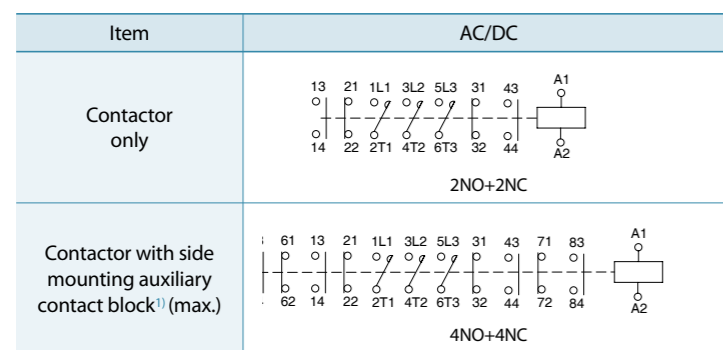 Item AC/DC
Contactor
only
13 21 1L1 3L2 5L3 31 43 A1
14 22 2T1 4T2 6T3 32 44 A2
2NO+2NC
Contactor with side
mounting auxiliary
contact block1) (max.)
61 13 21 1L1 3L2 5L3 31 43 71 83 A1
62 14 22 2T1 4T2 6T3 32 44 72 84 A2
4NO+4NC